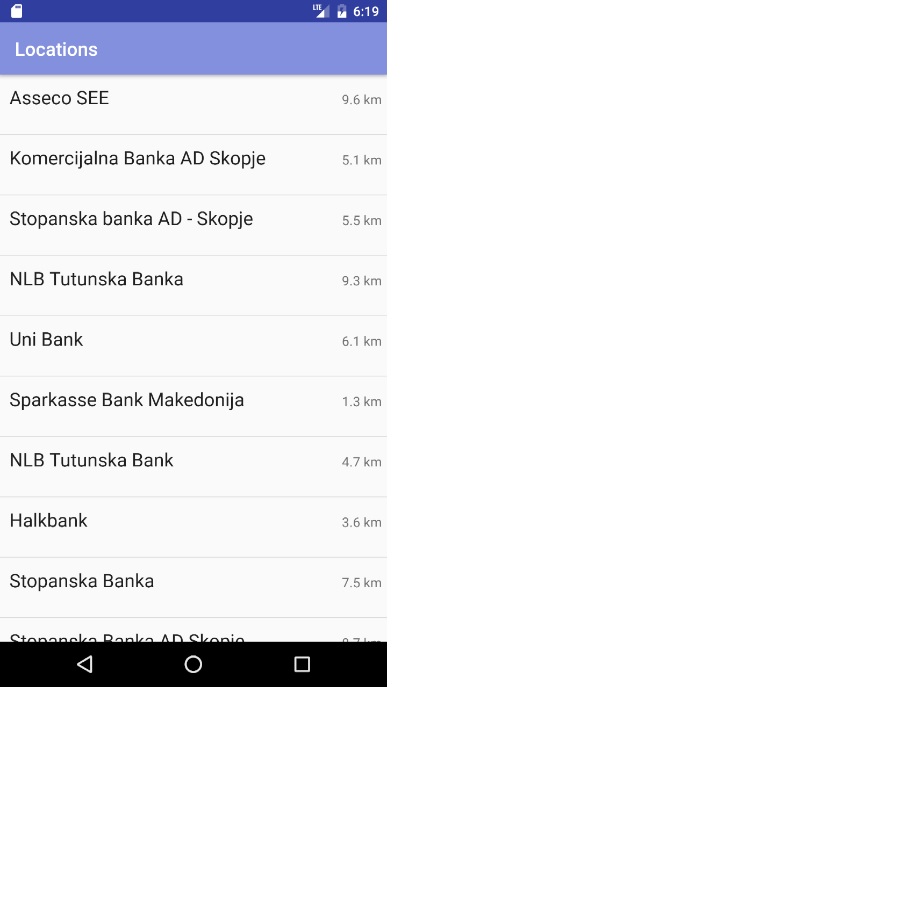 LTE 6:19
Locations
Asseco SEE 9.6 km
Komercijalna Banka AD Skopje 5.1 km
Stopanska banka AD - Skopje 5.5 km
NLB Tutunska Banka 9.3 km
Uni Bank 6.1 km
Sparkasse Bank Makedonija 1.3 km
NLB Tutunska Bank 4.7 km
Halkbank 3.6 km
Stopanska Banka 7.5 km
Stopanska Banka AD Skopje